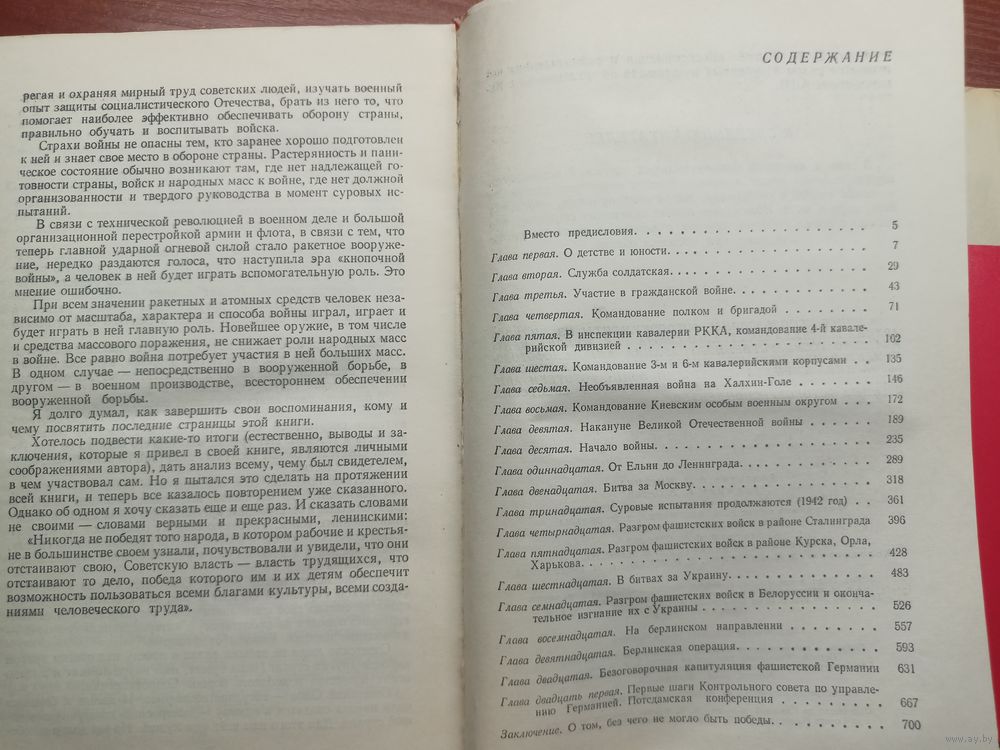 регая и охраняя мирный труд советских людей, изучать военный
опыт защиты социалистического Отечества, брать из него то, что
помогает наиболее эффективно обеспечивать оборону страны,
правильно обучать и воспитывать войска.
Страхи войны не опасны тем, кто заранее хорошо подготовлен
к ней и знает свое место в обороне страны. Растерянность и пани-
ческое состояние обычно возникают там, где нет надлежащей го-
товности страны, войск и народных масс к войне, где нет должной
организованности и твердого руководства в момент суровых ис-
пытаний.
В связи с технической революцией в военном деле и большой
организационной перестройкой армии и флота, в связи с тем, что
теперь главной ударной огневой силой стало ракетное вооруже-
ние, нередко раздаются голоса, что наступила эра «кнопочной
войны», а человек в ней будет играть вспомогательную роль. Это
мнение ошибочно.
При всем значении ракетных и атомных средств человек неза-
висимо от масштаба, характера и способа войны играл, играет и
будет играть в ней главную роль. Новейшее оружие, в том числе
и средства массового поражения, не снижает роли народных масс
в войне. Все равно война потребует участия в ней больших масс.
В одном случае — непосредственно в вооруженной борьбе, в
другом — в военном производстве, всестороннем обеспечении
вооруженной борьбы.
Я долго думал, как завершить свои воспоминания, кому и
чему посвятить последние страницы этой книги.
Хотелось подвести какие-то итоги (естественно, выводы и за-
ключения, которые я привел в своей книге, являются личными
соображениями автора), дать анализ всему, чему был свидетелем,
в чем участвовал сам. Но я пытался это сделать на протяжении
всей книги, и теперь все казалось повторением уже сказанного.
Однако об одном я хочу сказать еще и еще раз. И сказать словами
не своими — словами верными и прекрасными, ленинскими:
«Никогда не победят того народа, в котором рабочие и крестья-
не в большинстве своем узнали, почувствовали и увидели, что они
отстаивают свою, Советскую власть — власть трудящихся, что
отстаивают то дело, победа которого им и их детям обеспечит
возможность пользоваться всеми благами культуры, всеми созда-
ниями человеческого труда».
СОДЕРЖАНИЕ
Вместо предисловия. . . . . . . . . . . . . . . . 5
Глава первая. О детстве и юности. . . . . . . . . . . . . . 7
Глава вторая. Служба солдатская. . . . . . . . . . . . . . 29
Глава третья. Участие в гражданской войне. . . . . . . . . . 43
Глава четвертая. Командование полком и бригадой . . . . . . . 71
Глава пятая. В инспекции кавалерии РККА, командование 4-й кавале-
рийской дивизией . . . . . . . . . . . . . . . 102
Глава шестая. Командование 3-м и 6-м кавалерийскими корпусами . . 135
Глава седьмая. Необъявленная война на Халхин-Голе . . . . . . 146
Глава восьмая. Командование Киевским особым военным округом . . . 172
Глава девятая. Накануне Великой Отечественной войны . . . . . 189
Глава десятая. Начало войны. . . . . . . . . . . . . . . 235
Глава одиннадцатая. От Ельни до Ленинграда. . . . . . . . . . 289
Глава двенадцатая. Битва за Москву. . . . . . . . . . . . . 318
Глава тринадцатая. Суровые испытания продолжаются (1942 год) . . 361
Глава четырнадцатая. Разгром фашистских войск в районе Сталинграда 396
Глава пятнадцатая. Разгром фашистских войск в районе Курска, Орла,
Харькова. . . . . . . . . . . . . . . . . . . 428
Глава шестнадцатая. В битвах за Украину. . . . . . . . . . . 483
Глава семнадцатая. Разгром фашистских войск в Белоруссии и оконча-
тельное изгнание их с Украины . . . . . . . . . . . 526
Глава восемнадцатая. На берлинском направлении . . . . . . . 557
Глава девятнадцатая. Берлинская операция. . . . . . . . . . . 593
Глава двадцатая. Безоговорочная капитуляция фашистской Германии 631
Глава двадцать первая. Первые шаги Контрольного совета по управле-
нию Германией. Потсдамская конференция . . . . . . . . 667
Заключение. О том, без чего не могло быть победы. . . . . . . . 700
www.ay.by